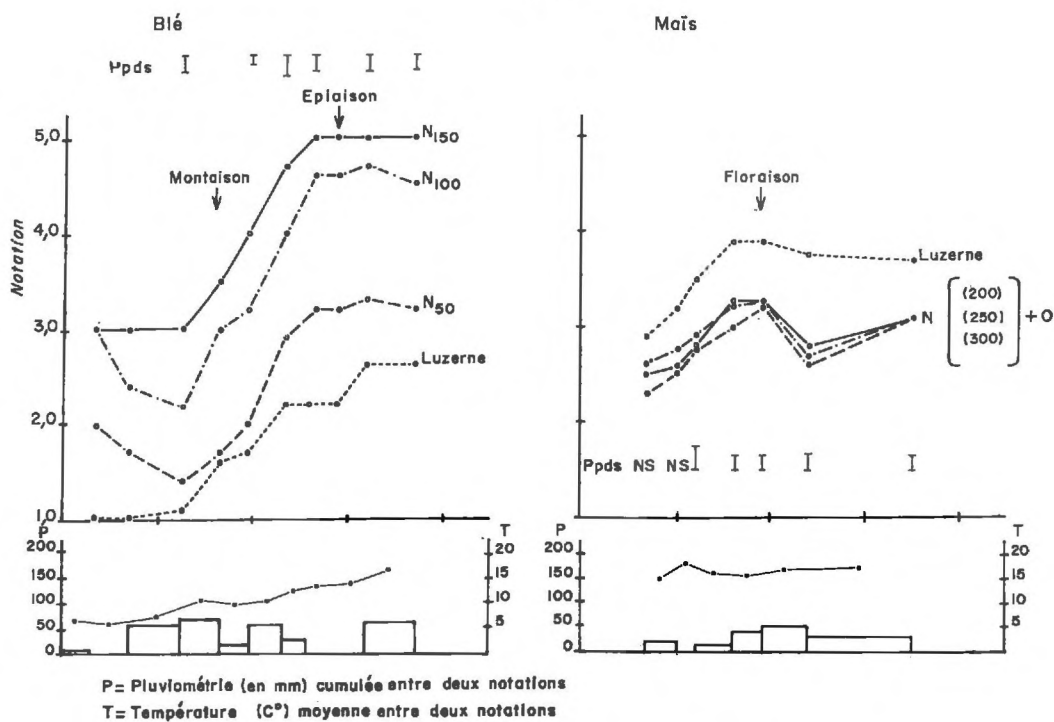 Blé
Maïs
Ppds
Epiaison
5,0
N150
Montaison
N100
Floraison
4,0
Notation
Luzerne
N50
N
(200)
(250)
(300)
+0
3,0
Luzerne
2,0
Ppds NS NS
1,0
P
T
P
T
200
20
200
20
150
15
150
15
100
10
100
10
50
5
50
5
0
0
P= Pluviométrie (en mm) cumulée entre deux notations
T= Température (C°) moyenne entre deux notations